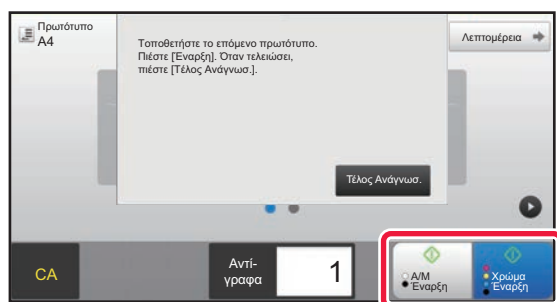 Πρωτότυπο
A4
Τοποθετήστε το επόμενο πρωτότυπο.
Πιέστε [Έναρξη]. Όταν τελειώσει,
πιέστε [Τέλος Ανάγνωσ.].
Λεπτομέρεια
Τέλος Ανάγνωσ.
CA
Αντί-
γραφα
1
Α/Μ
Έναρξη
Χρώμα
Έναρξη